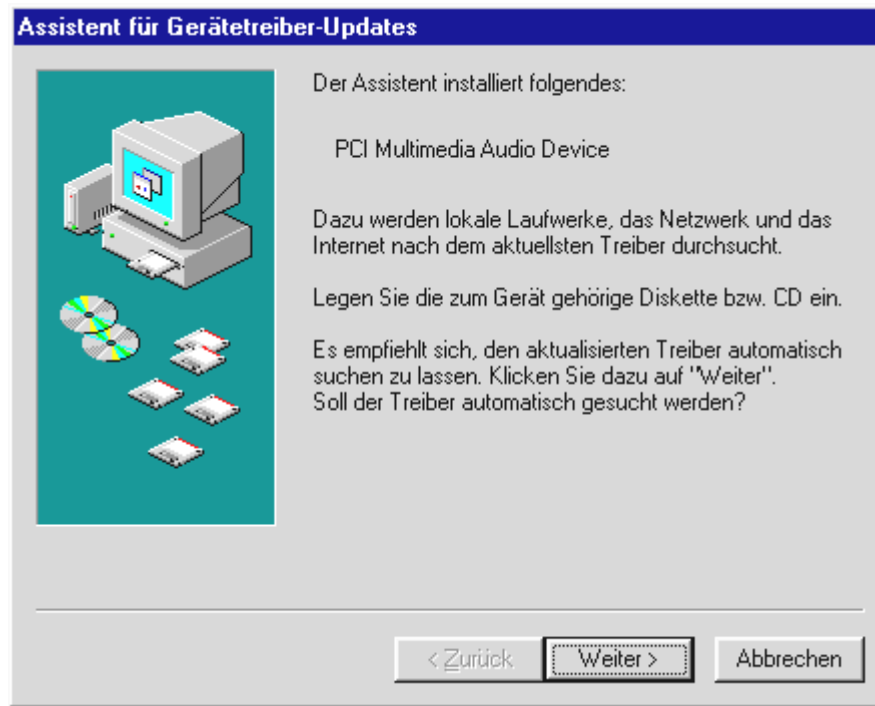 Assistent für Gerätetreiber-Updates
Der Assistent installiert folgendes:
PCI Multimedia Audio Device
Dazu werden lokale Laufwerke, das Netzwerk und das
Internet nach dem aktuellsten Treiber durchsucht.
Legen Sie die zum Gerät gehörige Diskette bzw. CD ein.
Es empfiehlt sich, den aktualisierten Treiber automatisch
suchen zu lassen. Klicken Sie dazu auf "Weiter".
Soll der Treiber automatisch gesucht werden?
< Zurück
Weiter >
Abbrechen